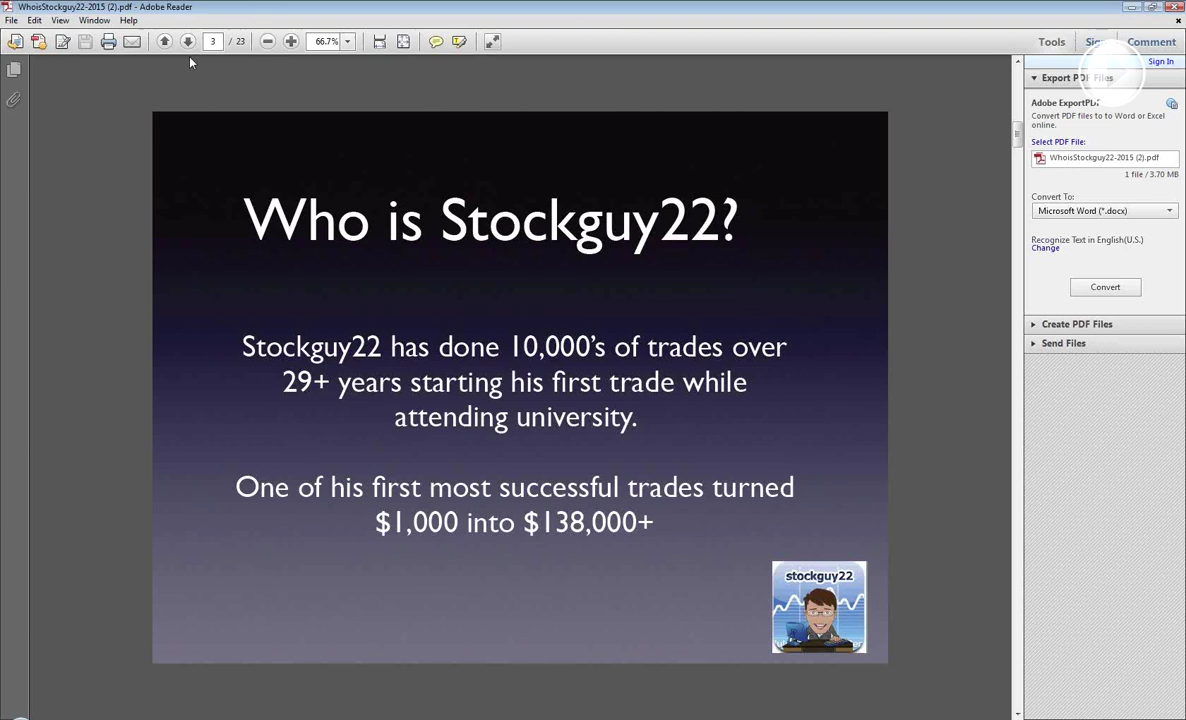 WhoisStockguy22-2015 (2).pdf - Adobe Reader
File Edit View Window Help
3 / 23 66.7% Tools Comment
Sign In
Export PDF Files
Adobe ExportPDF
Convert PDF files to to Word or Excel
online.
Select PDF File:
WhoisStockguy22-2015 (2).pdf
1 file / 3.70 MB
Convert To:
Microsoft Word (*.docx)
Recognize Text in English(U.S.)
Change
Convert
Create PDF Files
Send Files
Who is Stockguy22?
Stockguy22 has done 10,000's of trades over
29+ years starting his first trade while
attending university.
One of his first most successful trades turned
$1,000 into $138,000+
stockguy22